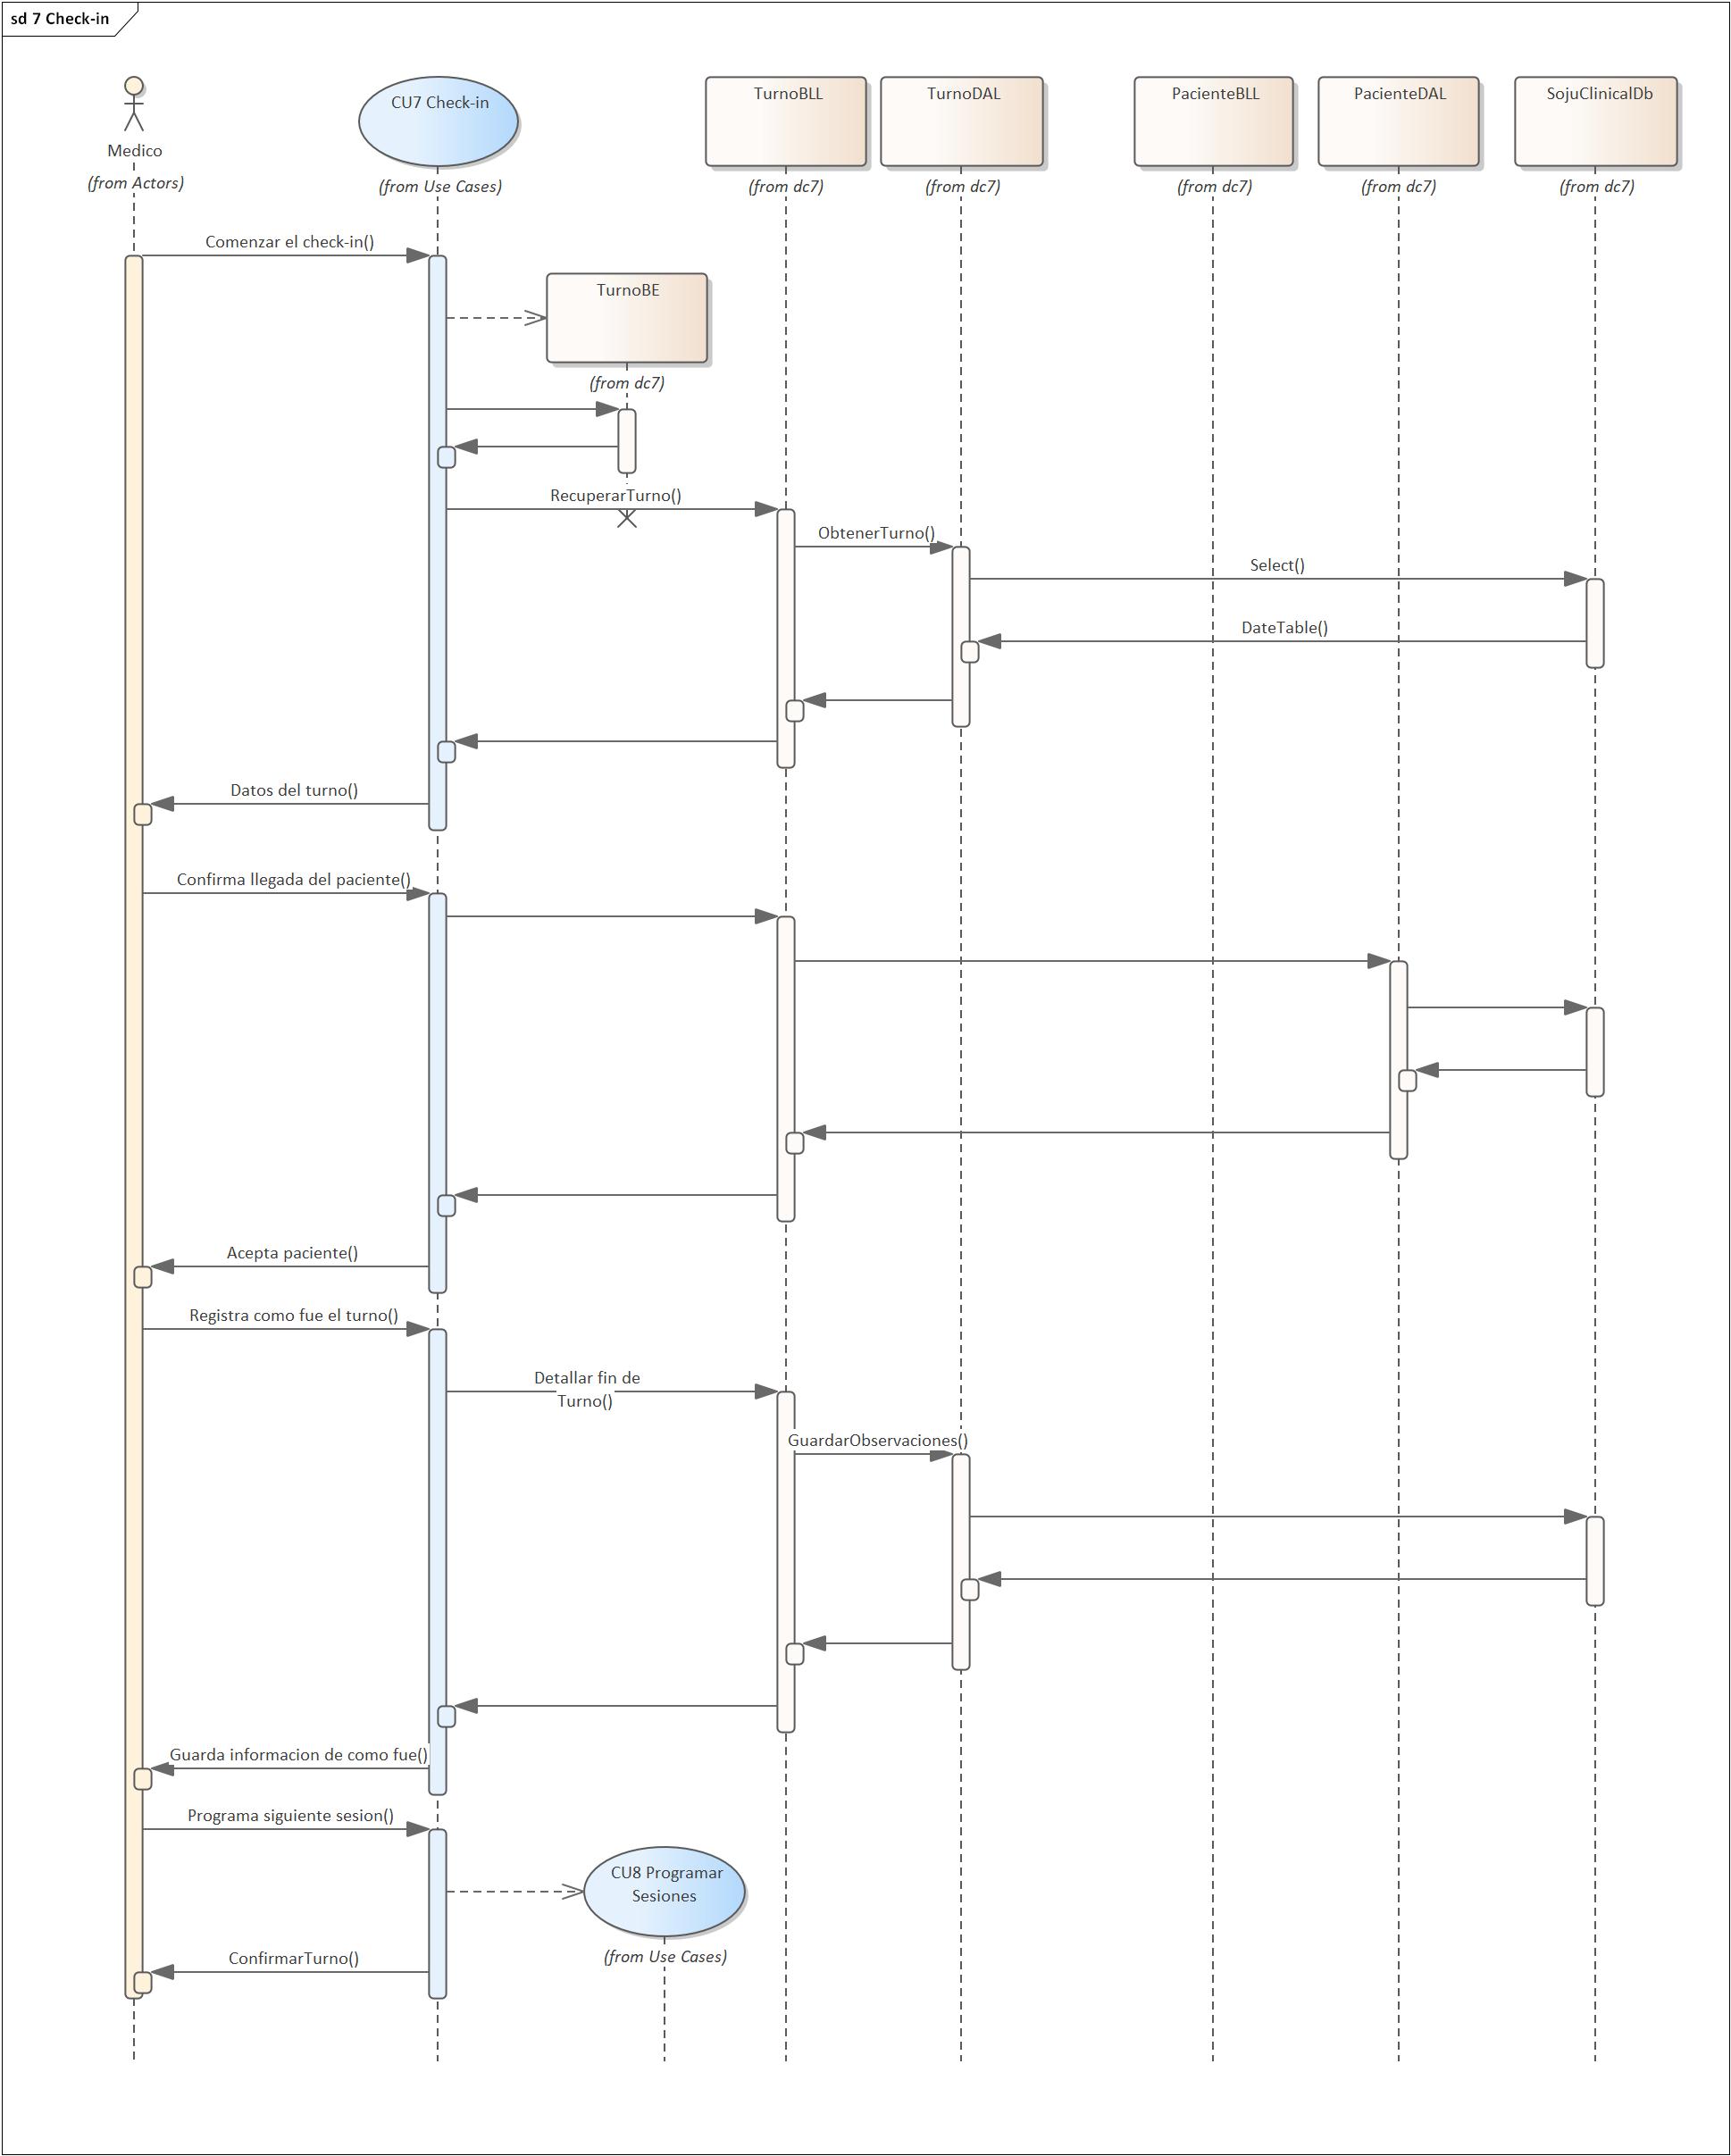 sd 7 Check-in
Medico
(from Actors)
CU7 Check-in
(from Use Cases)
TurnoBLL
(from dc7)
TurnoDAL
(from dc7)
PacienteBLL
(from dc7)
PacienteDAL
(from dc7)
SojuClinicalDb
(from dc7)
Comenzar el check-in()
TurnoBE
(from dc7)
RecuperarTurno()
ObtenerTurno()
Select()
DateTable()
Datos del turno()
Confirma llegada del paciente()
Acepta paciente()
Registra como fue el turno()
Detallar fin de
Turno()
GuardarObservaciones()
Guarda informacion de como fue()
Programa siguiente sesion()
CU8 Programar
Sesiones
(from Use Cases)
ConfirmarTurno()